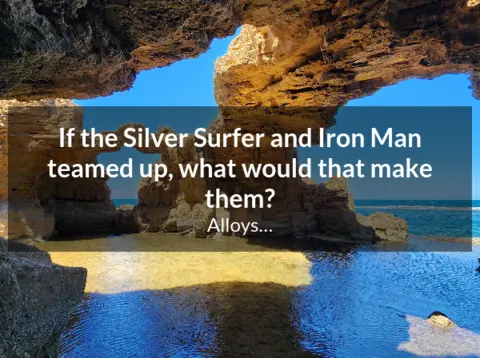 If the Silver Surfer and Iron Man
teamed up, what would that make
them?
Alloys...